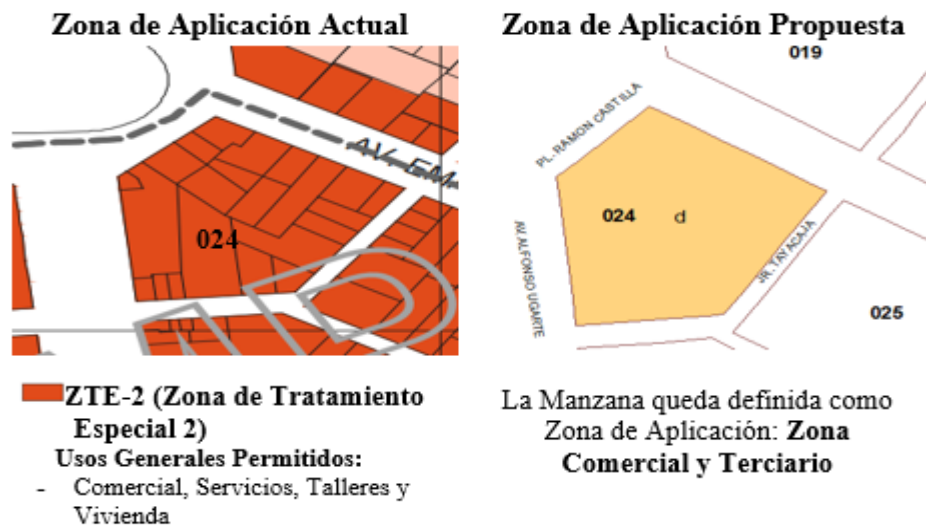 Zona de Aplicación Actual
AV. EM
024
ZTE-2 (Zona de Tratamiento
Especial 2)
Usos Generales Permitidos:
- Comercial, Servicios, Talleres y
Vivienda
Zona de Aplicación Propuesta
019
PL. RAMON CASTILLA
024 d
AV. ALFONSO UGARTE
JR. TAYACAJA
025
La Manzana queda definida como
Zona de Aplicación: Zona
Comercial y Terciario